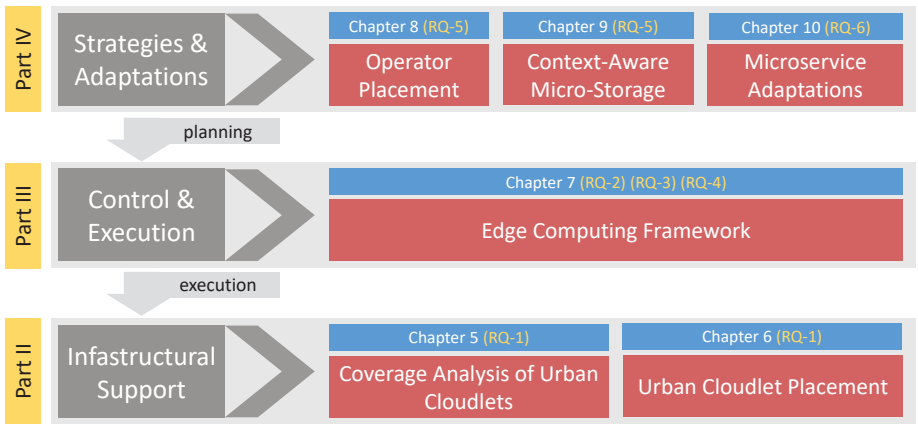 Part IV
Strategies &
Adaptations
Chapter 8 (RQ-5)
Operator
Placement
Chapter 9 (RQ-5)
Context-Aware
Micro-Storage
Chapter 10 (RQ-6)
Microservice
Adaptations
planning
Part III
Control &
Execution
Chapter 7 (RQ-2) (RQ-3) (RQ-4)
Edge Computing Framework
execution
Part II
Infastructural
Support
Chapter 5 (RQ-1)
Coverage Analysis of Urban
Cloudlets
Chapter 6 (RQ-1)
Urban Cloudlet Placement